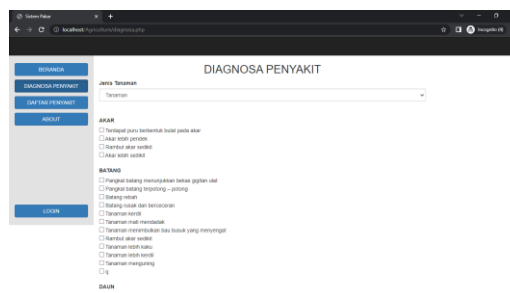 Sistem Pakar
localhost/Agriculture/diagnosa.php
Incognito (4)
BERANDA
DIAGNOSA PENYAKIT
DAFTAR PENYAKIT
ABOUT
LOGIN
DIAGNOSA PENYAKIT
Jenis Tanaman
Tanaman
AKAR
Terdapat puru berbentuk bulat pada akar
Akar lebih pendek
Rambut akar sedikit
Akar lebih sedikit
BATANG
Pangkal batang menunjukkan bekas gigitan ulat
Pangkal batang terpotong – potong
Batang rebah
Batang rusak dan berceceran
Tanaman kerdil
Tanaman mati mendadak
Tanaman menimbulkan bau busuk yang menyengat
Rambut akar sedikit
Tanaman lebih kaku
Tanaman lebih kerdil
Tanaman menguning
q
DAUN